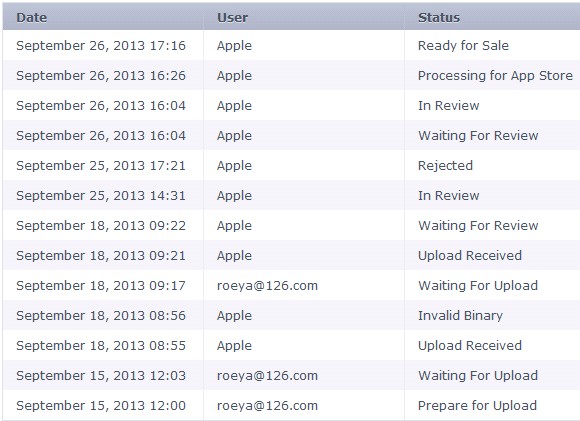 Date User Status
September 26, 2013 17:16 Apple Ready for Sale
September 26, 2013 16:26 Apple Processing for App Store
September 26, 2013 16:04 Apple In Review
September 26, 2013 16:04 Apple Waiting For Review
September 25, 2013 17:21 Apple Rejected
September 25, 2013 14:31 Apple In Review
September 18, 2013 09:22 Apple Waiting For Review
September 18, 2013 09:21 Apple Upload Received
September 18, 2013 09:17 roeya@126.com Waiting For Upload
September 18, 2013 08:56 Apple Invalid Binary
September 18, 2013 08:55 Apple Upload Received
September 15, 2013 12:03 roeya@126.com Waiting For Upload
September 15, 2013 12:00 roeya@126.com Prepare for Upload